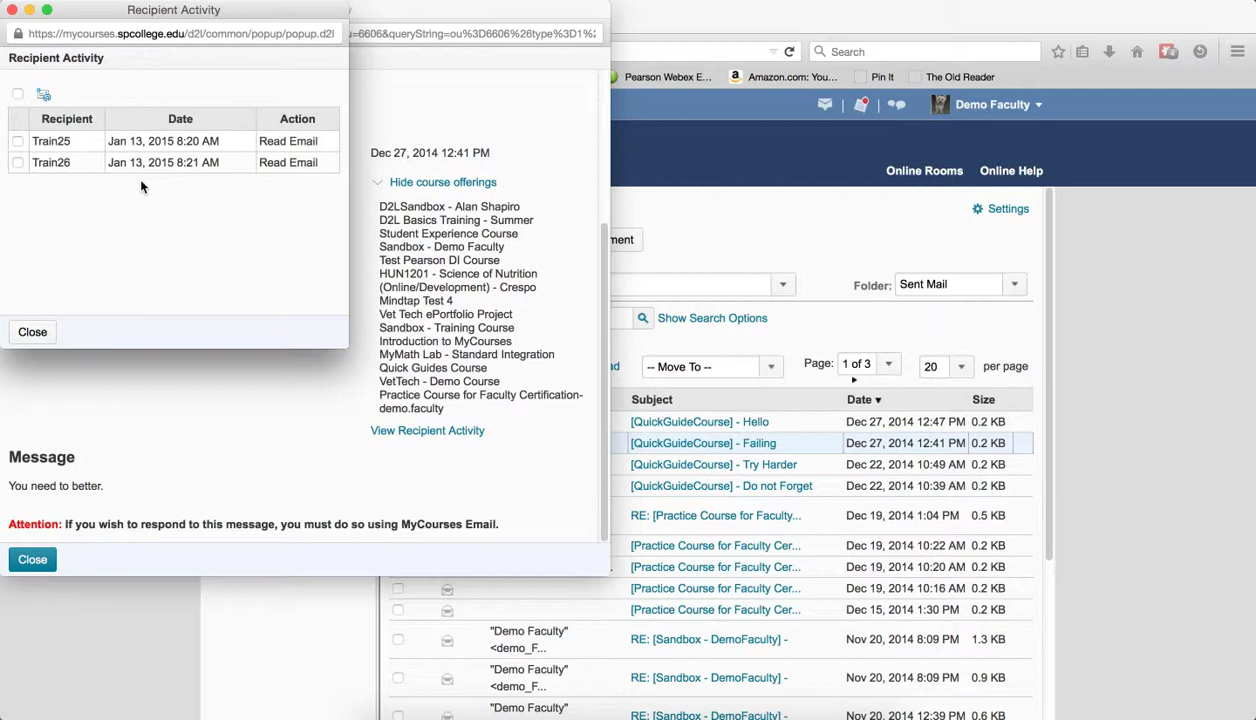 Recipient Activity
https://mycourses.spcollege.edu/d2l/common/popup/popup.d2l
u=6606&queryString=ou%3D6606%26type%3D1%2
Recipient Activity
Recipient Date Action
Train25 Jan 13, 2015 8:20 AM Read Email
Train26 Jan 13, 2015 8:21 AM Read Email
Close
Dec 27, 2014 12:41 PM
Hide course offerings
D2LSandbox - Alan Shapiro
D2L Basics Training - Summer
Student Experience Course
Sandbox - Demo Faculty
Test Pearson DI Course
HUN1201 - Science of Nutrition
(Online/Development) - Crespo
Mindtap Test 4
Vet Tech ePortfolio Project
Sandbox - Training Course
Introduction to MyCourses
MyMath Lab - Standard Integration
Quick Guides Course
VetTech - Demo Course
Practice Course for Faculty Certification-
demo.faculty
View Recipient Activity
Message
You need to better.
Attention: If you wish to respond to this message, you must do so using MyCourses Email.
Close
Search
Pearson Webex E... Amazon.com: You... Pin It The Old Reader
Demo Faculty
Online Rooms Online Help
Settings
ment
Folder: Sent Mail
Show Search Options
ad -- Move To -- Page: 1 of 3 20 per page
Subject Date Size
[QuickGuideCourse] - Hello Dec 27, 2014 12:47 PM 0.2 KB
[QuickGuideCourse] - Failing Dec 27, 2014 12:41 PM 0.2 KB
[QuickGuideCourse] - Try Harder Dec 22, 2014 10:49 AM 0.2 KB
[QuickGuideCourse] - Do not Forget Dec 22, 2014 10:39 AM 0.2 KB
RE: [Practice Course for Faculty... Dec 19, 2014 1:04 PM 0.5 KB
[Practice Course for Faculty Cer... Dec 19, 2014 10:22 AM 0.2 KB
[Practice Course for Faculty Cer... Dec 19, 2014 10:20 AM 0.2 KB
[Practice Course for Faculty Cer... Dec 19, 2014 10:16 AM 0.2 KB
[Practice Course for Faculty Cer... Dec 15, 2014 1:30 PM 0.2 KB
"Demo Faculty"
<demo_F... RE: [Sandbox - DemoFaculty] - Nov 20, 2014 8:09 PM 1.3 KB
"Demo Faculty"
<demo_F... RE: [Sandbox - DemoFaculty] - Nov 20, 2014 8:09 PM 0.9 KB
"Demo Faculty" RE: [Sandbox - DemoFaculty] - Nov 20, 2014 12:39 PM 0.6 KB